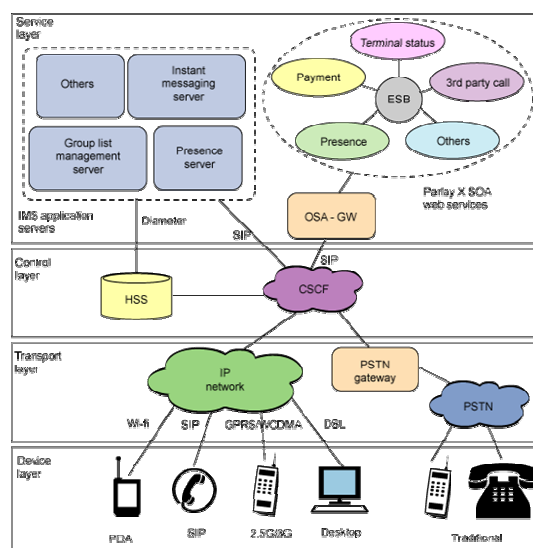 Service
layer
Others
Instant
messaging
server
Group list
management
server
Presence
server
Terminal status
Payment
3rd party call
ESB
Presence
Others
IMS application
servers
Diameter
SIP
OSA - GW
Parlay X SOA
web services
SIP
Control
layer
HSS
CSCF
Transport
layer
IP
network
PSTN
gateway
PSTN
Wi-fi
SIP
GPRS/WCDMA
DSL
Device
layer
PDA
SIP
2.5G/3G
Desktop
Traditional